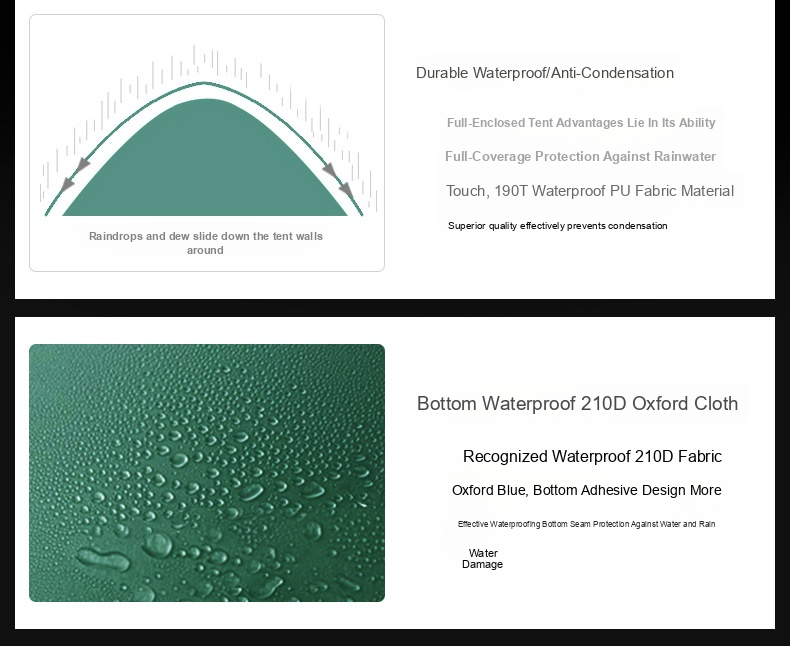 Durable Waterproof/Anti-Condensation
Full-Enclosed Tent Advantages Lie In Its Ability
Full-Coverage Protection Against Rainwater
Touch, 190T Waterproof PU Fabric Material
Superior quality effectively prevents condensation
Raindrops and dew slide down the tent walls
around
Bottom Waterproof 210D Oxford Cloth
Recognized Waterproof 210D Fabric
Oxford Blue, Bottom Adhesive Design More
Effective Waterproofing Bottom Seam Protection Against Water and Rain
Water
Damage